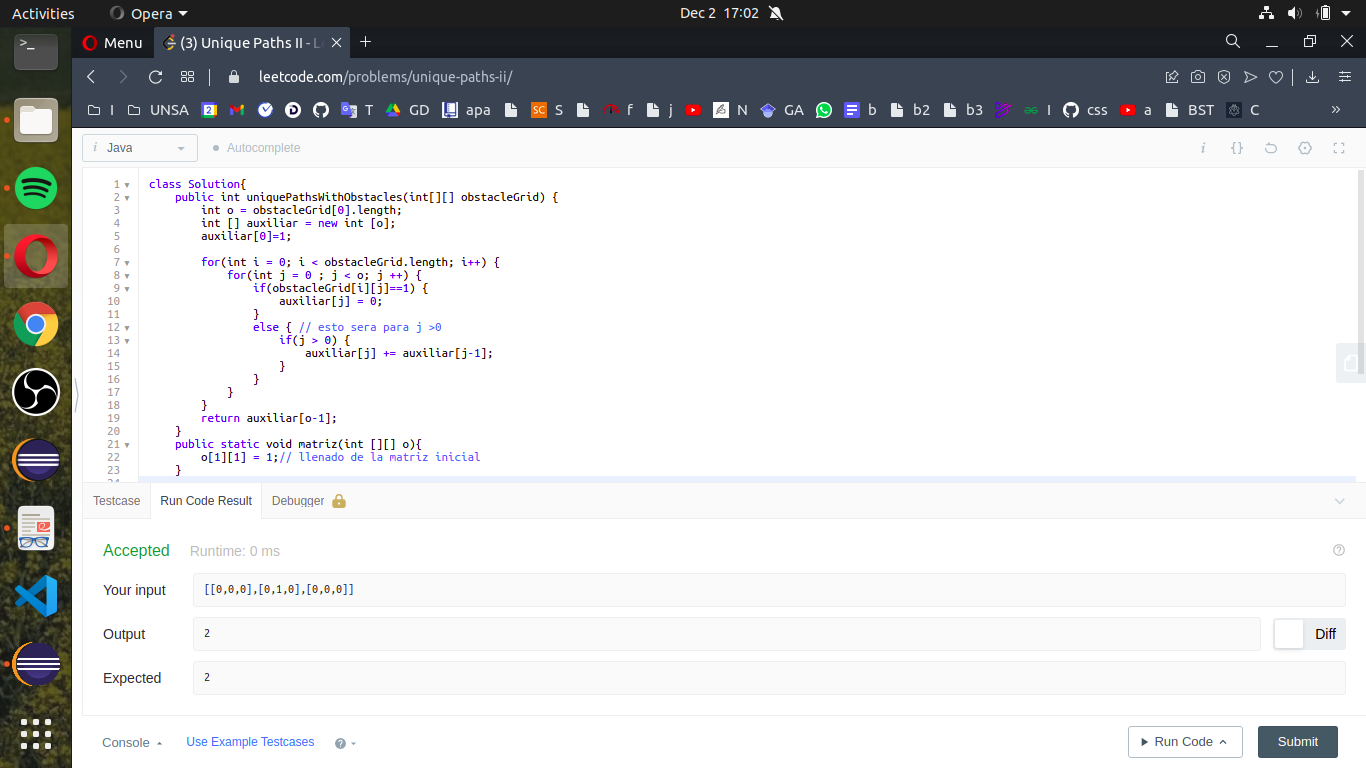 Activities Opera Dec 2 17:02
Menu (3) Unique Paths II - L
leetcode.com/problems/unique-paths-ii/
I UNSA T GD apa SC S f j N GA b b2 b3 I css a BST C »
i Java Autocomplete i {}
1 class Solution{
2 public int uniquePathsWithObstacles(int[][] obstacleGrid) {
3 int o = obstacleGrid[0].length;
4 int [] auxiliar = new int [o];
5 auxiliar[0]=1;
6
7 for(int i = 0; i < obstacleGrid.length; i++) {
8 for(int j = 0 ; j < o; j ++) {
9 if(obstacleGrid[i][j]==1) {
10 auxiliar[j] = 0;
11 }
12 else { // esto sera para j >0
13 if(j > 0) {
14 auxiliar[j] += auxiliar[j-1];
15 }
16 }
17 }
18 }
19 return auxiliar[o-1];
20 }
21 public static void matriz(int [][] o){
22 o[1][1] = 1;// llenado de la matriz inicial
23 }
Testcase Run Code Result Debugger
Accepted Runtime: 0 ms
Your input [[0,0,0],[0,1,0],[0,0,0]]
Output 2 Diff
Expected 2
Console Use Example Testcases ? Run Code Submit